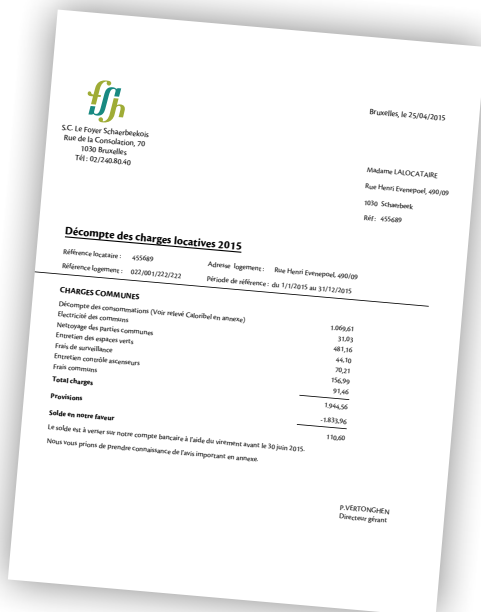 fsh
Bruxelles, le 25/04/2015
S.C. Le Foyer Schaerbeekois
Rue de la Consolation, 70
1030 Bruxelles
Tél : 02/240.80.40
Madame LALOCATAIRE
Rue Henri Evenepoel, 490/09
1030 Schaerbeek
Réf : 455689
Décompte des charges locatives 2015
Référence locataire : 455689 Adresse logement : Rue Henri Evenepoel, 490/09
Référence logement : 022/001/222/222 Période de référence : du 1/1/2015 au 31/12/2015
CHARGES COMMUNES
Décompte des consommations (Voir relevé Caloribel en annexe) 1.069,61
Electricité des communs 31,03
Nettoyage des parties communes 481,16
Entretien des espaces verts 44,10
Frais de surveillance 70,21
Entretien contrôle ascenseurs 156,99
Frais communs 91,46
Total charges 1.944,56
Provisions -1.833,96
Solde en notre faveur 110,60
Le solde est à verser sur notre compte bancaire à l'aide du virement avant le 30 juin 2015.
Nous vous prions de prendre connaissance de l'avis important en annexe.
P.VERTONGHEN
Directeur gérant